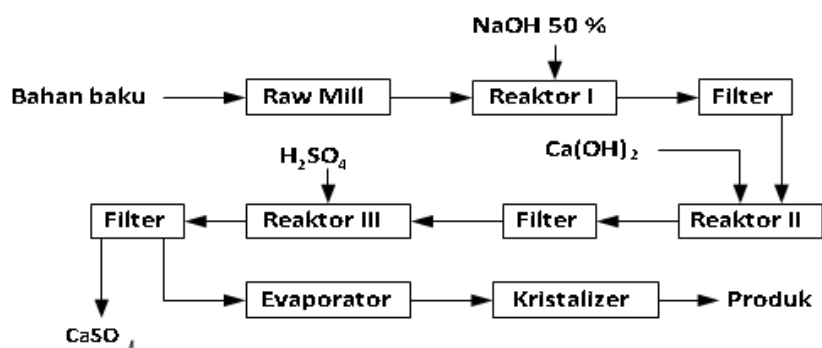 NaOH 50 %
Bahan baku
Raw Mill
Reaktor I
Filter
H₂SO₄
Ca(OH)₂
Filter
Reaktor III
Filter
Reaktor II
Evaporator
Kristalizer
Produk
CaSO₄